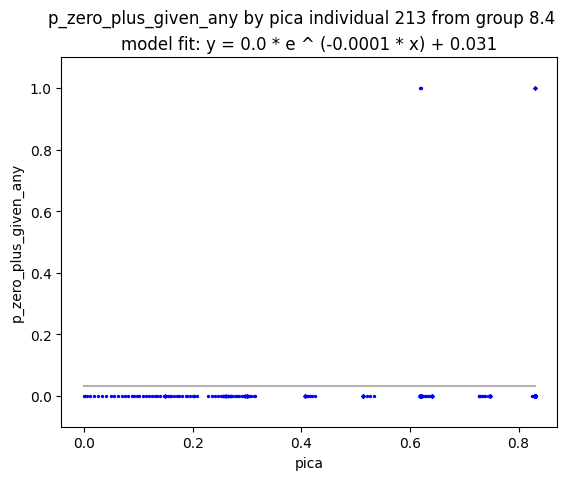 p_zero_plus_given_any by pica individual 213 from group 8.4
model fit: y = 0.0 * e ^ (-0.0001 * x) + 0.031
1.0
0.8
0.6
0.4
0.2
0.0
p_zero_plus_given_any
0.0 0.2 0.4 0.6 0.8
pica